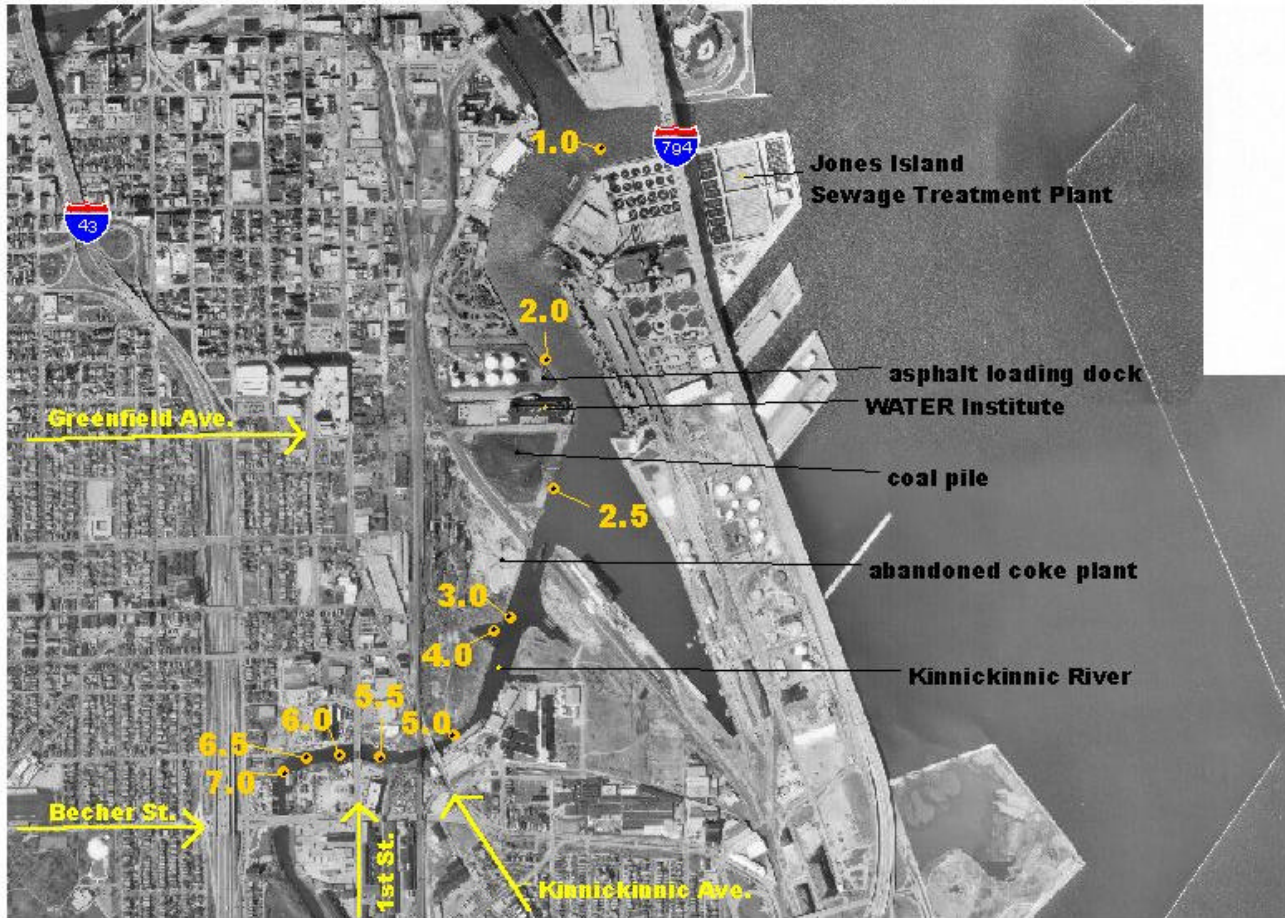 1.0
794
Jones Island
Sewage Treatment Plant
43
2.0
asphalt loading dock
WATER Institute
Greenfield Ave.
coal pile
2.5
abandoned coke plant
3.0
4.0
Kinnickinnic River
5.5
5.0
6.0
6.5
7.0
Becher St.
1st St.
Kinnickinnic Ave.